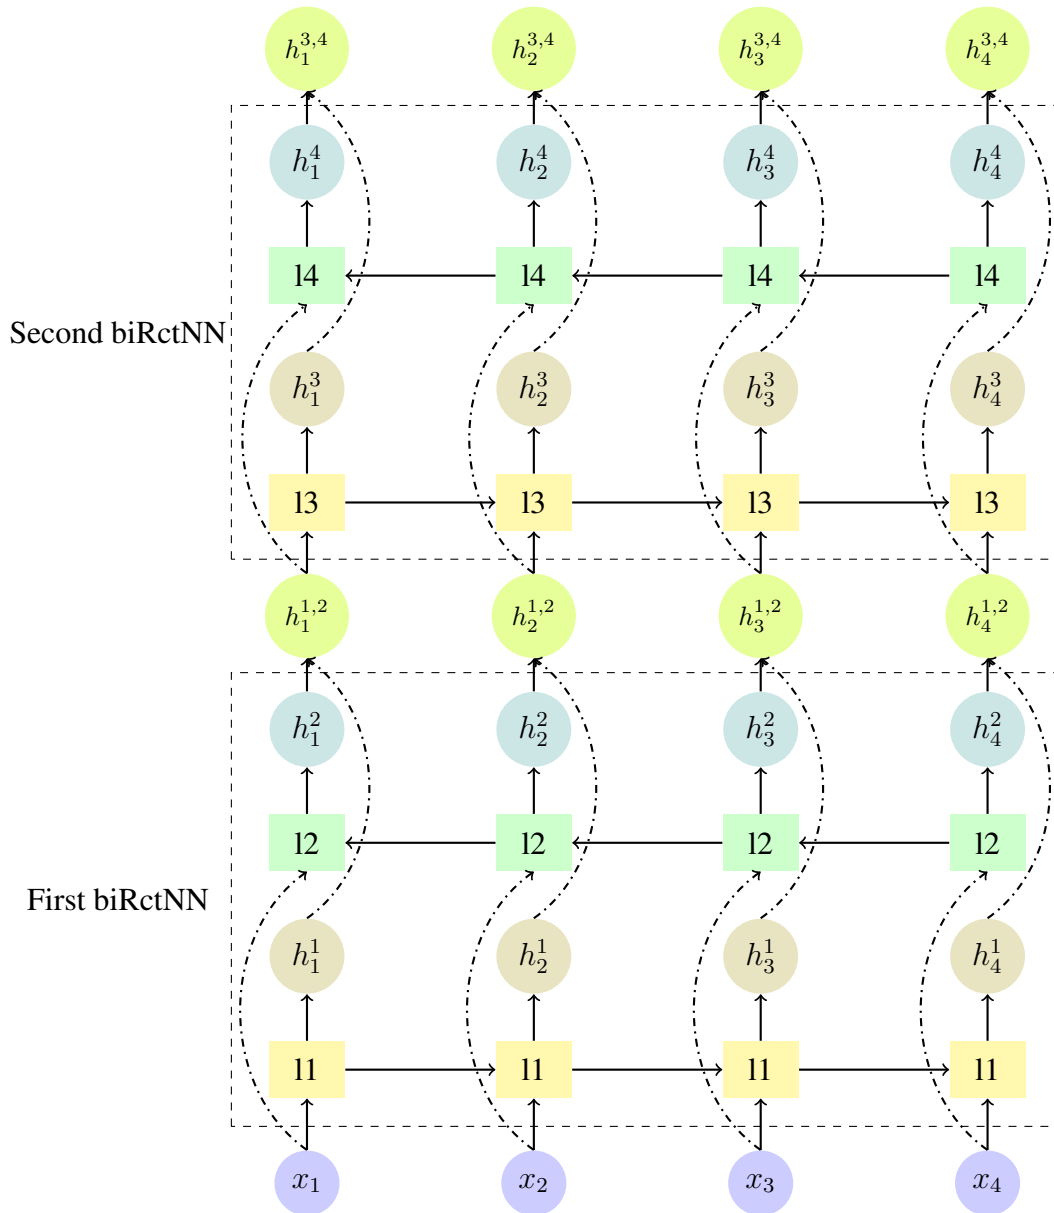 h_1^{3,4} h_2^{3,4} h_3^{3,4} h_4^{3,4}
h_1^4 h_2^4 h_3^4 h_4^4
l4 l4 l4 l4
Second biRctNN
h_1^3 h_2^3 h_3^3 h_4^3
l3 l3 l3 l3
h_1^{1,2} h_2^{1,2} h_3^{1,2} h_4^{1,2}
h_1^2 h_2^2 h_3^2 h_4^2
l2 l2 l2 l2
First biRctNN
h_1^1 h_2^1 h_3^1 h_4^1
l1 l1 l1 l1
x_1 x_2 x_3 x_4